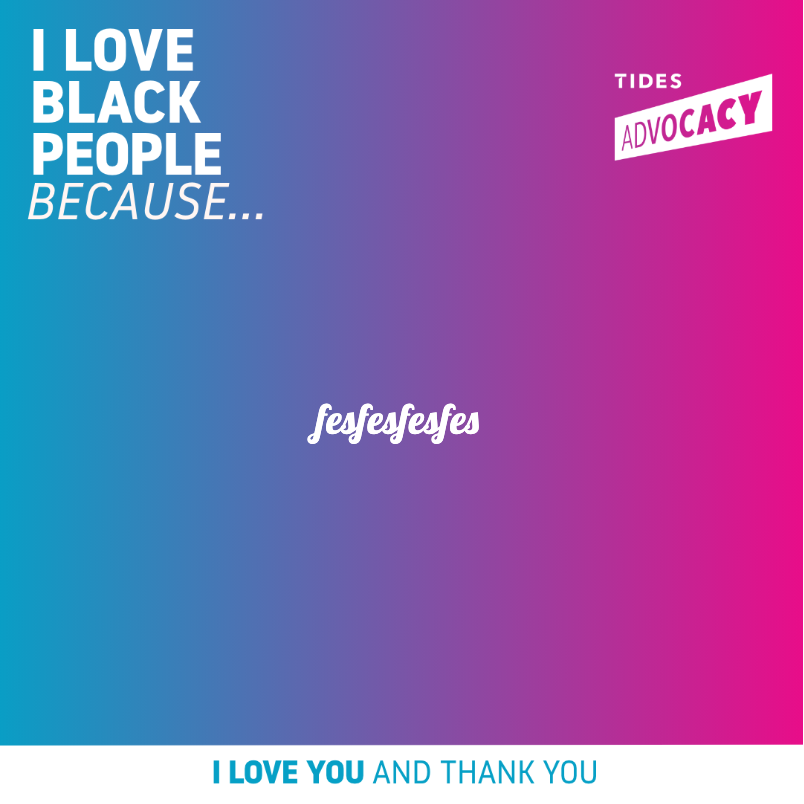 I LOVE
BLACK
PEOPLE
BECAUSE...
TIDES
ADVOCACY
fesfesfesfes
I LOVE YOU AND THANK YOU